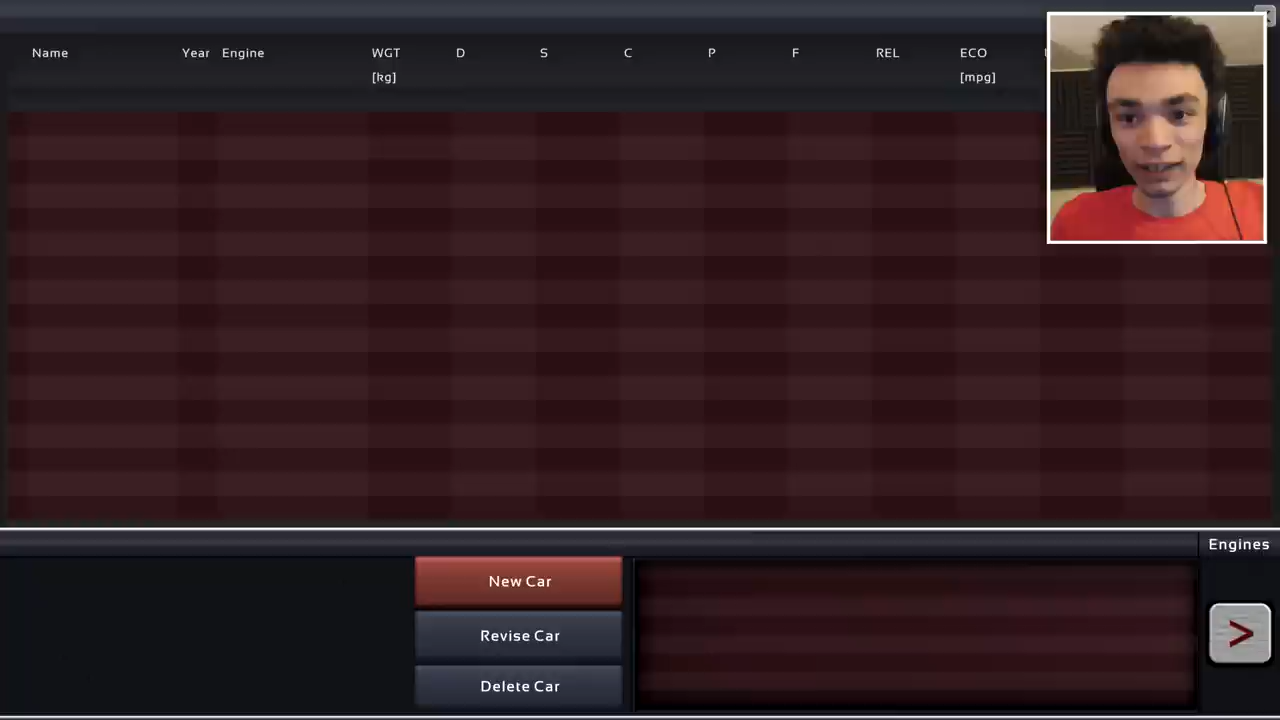 Name Year Engine WGT D S C P F REL ECO
[kg] [mpg]
Engines
New Car
Revise Car
Delete Car
>